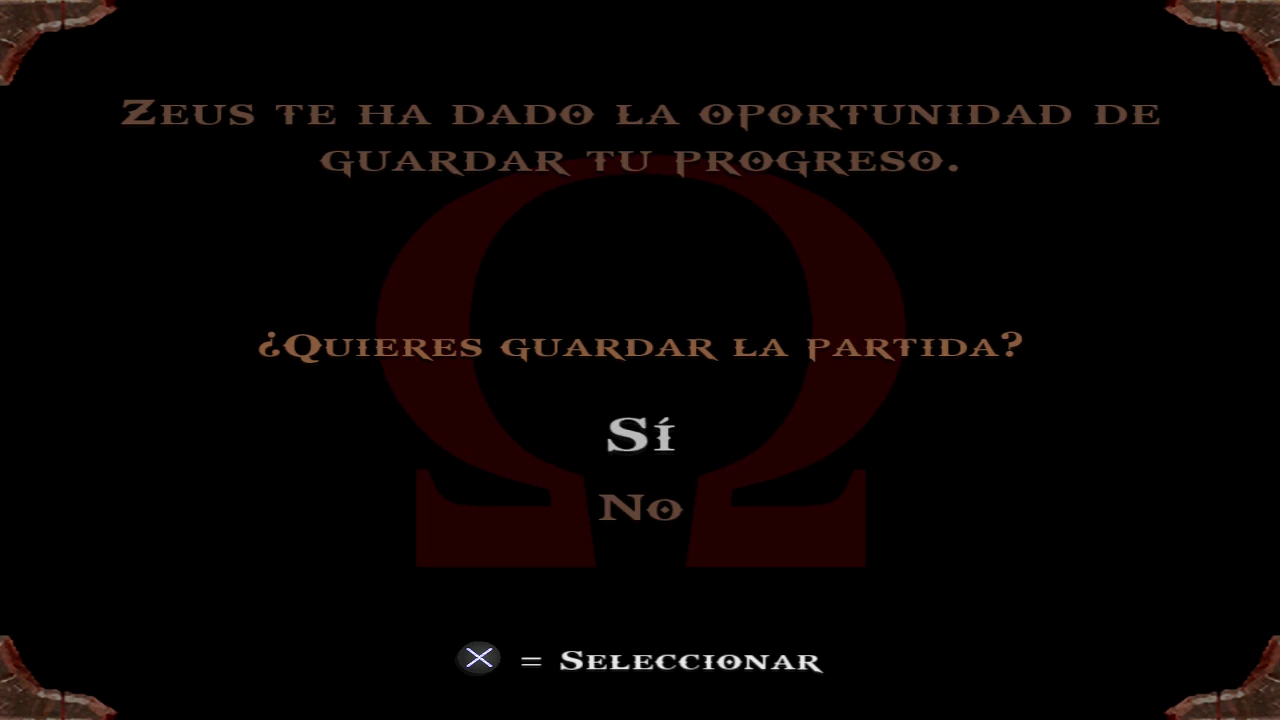 Zeus te ha dado la oportunidad de
guardar tu progreso.
¿Quieres guardar la partida?
Sí
No
= Seleccionar